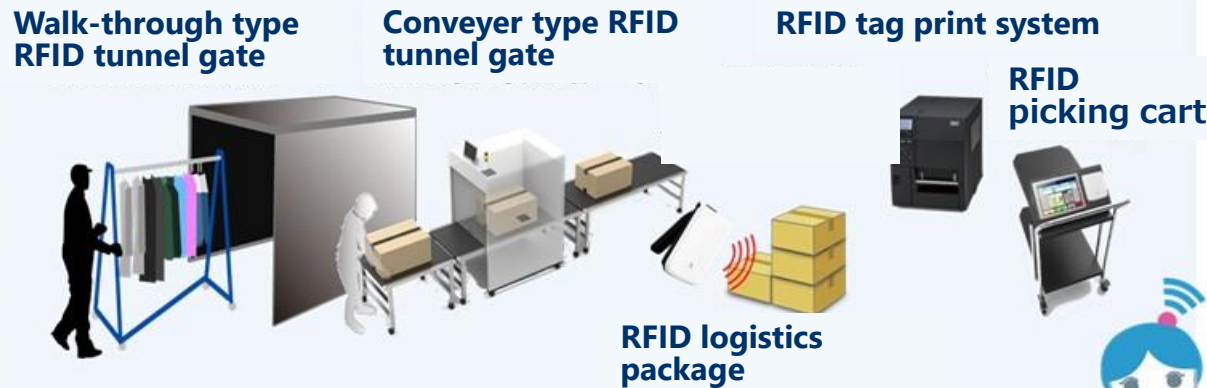 Walk-through type
RFID tunnel gate
Conveyer type RFID
tunnel gate
RFID tag print system
RFID
picking cart
RFID logistics
package